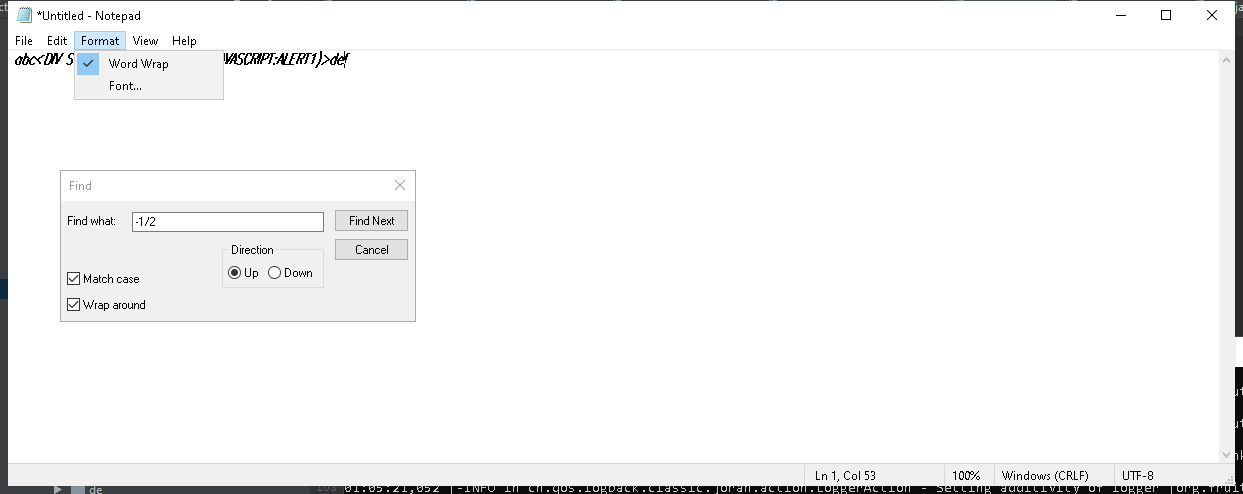 *Untitled - Notepad
File Edit Format View Help
abc<DIV S VASCRIPT:ALERT1)>def
Word Wrap
Font...
Find
Find what: -1/2 Find Next
Cancel
Direction
Up Down
Match case
Wrap around
Ln 1, Col 53 100% Windows (CRLF) UTF-8
de 01:05:21,052 |-INFO in ch.qos.logback.classic.joran.action.LoggerAction - Setting additivity of logger [org.fruit